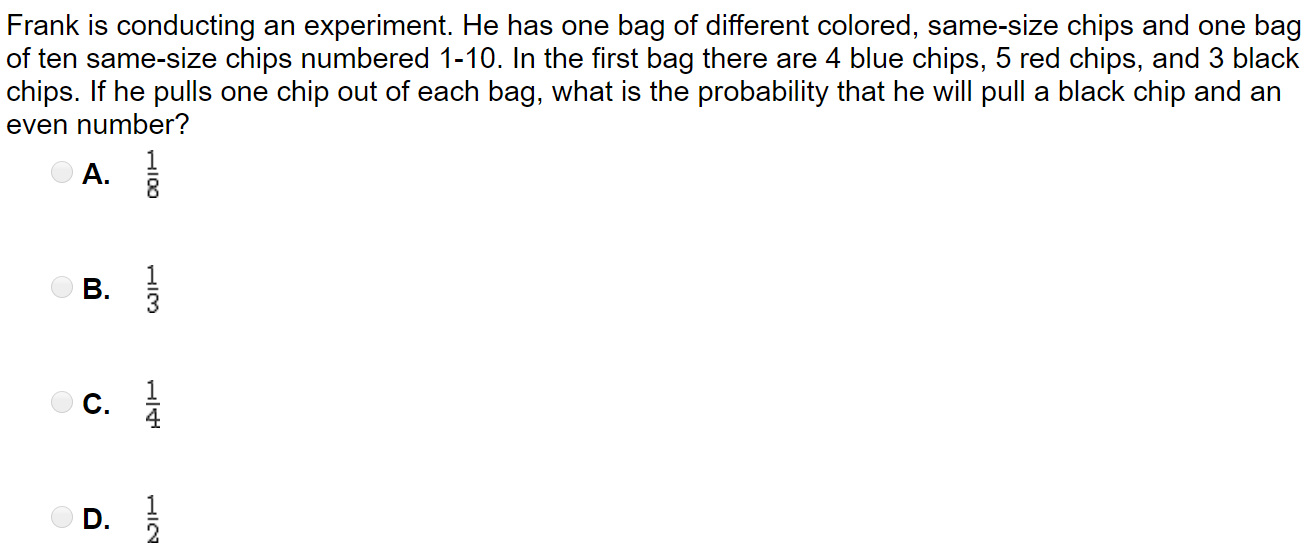 Frank is conducting an experiment. He has one bag of different colored, same-size chips and one bag
of ten same-size chips numbered 1-10. In the first bag there are 4 blue chips, 5 red chips, and 3 black
chips. If he pulls one chip out of each bag, what is the probability that he will pull a black chip and an
even number?
A. 1/8
B. 1/3
C. 1/4
D. 1/2